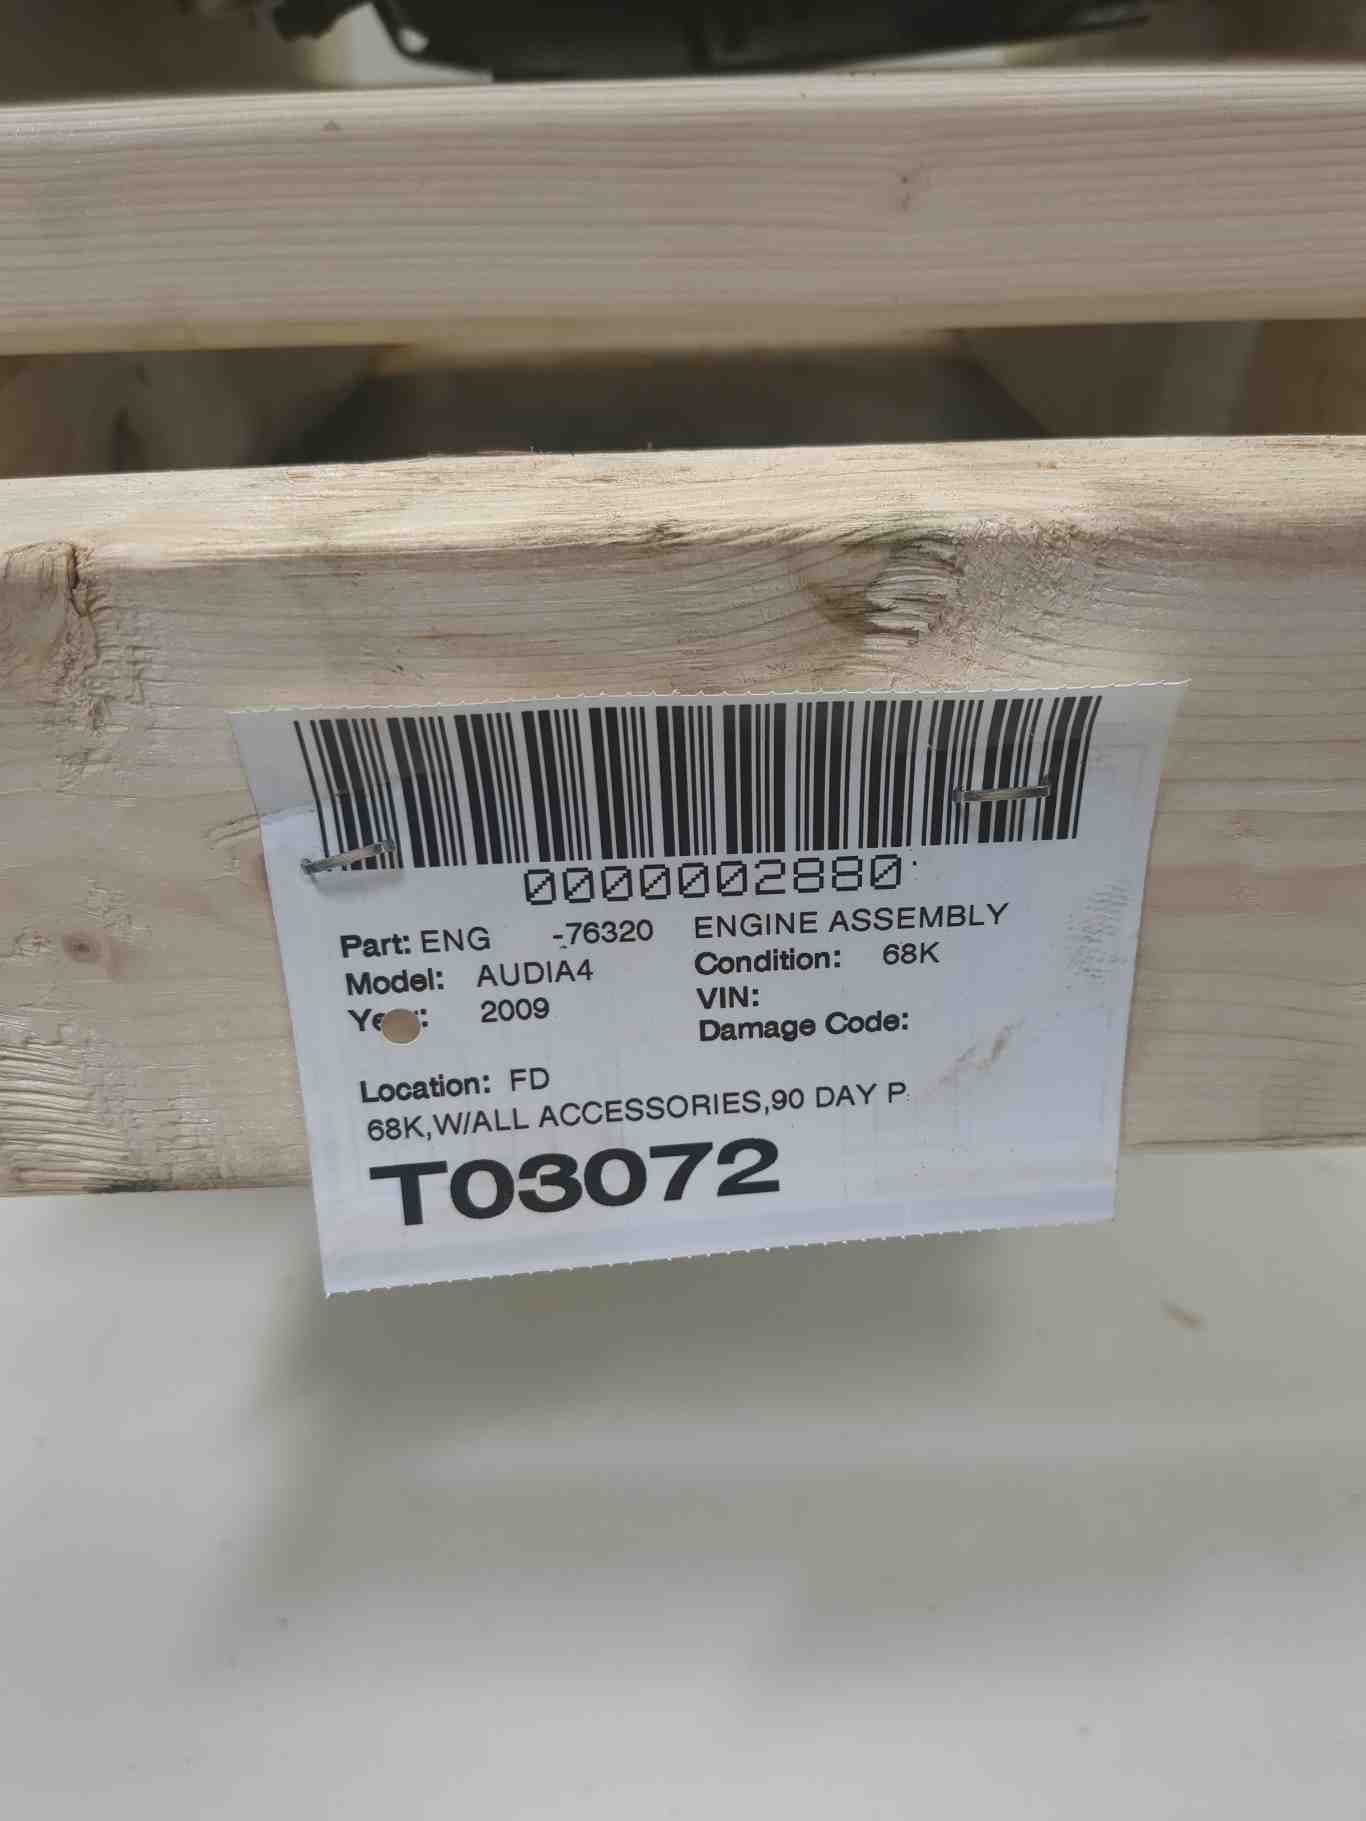 0000002880
Part: ENG -76320 ENGINE ASSEMBLY
Model: AUDIA4 Condition: 68K
VIN:
2009
Damage Code:
Location: FD
68K,W/ALL ACCESSORIES,90 DAY P
T03072